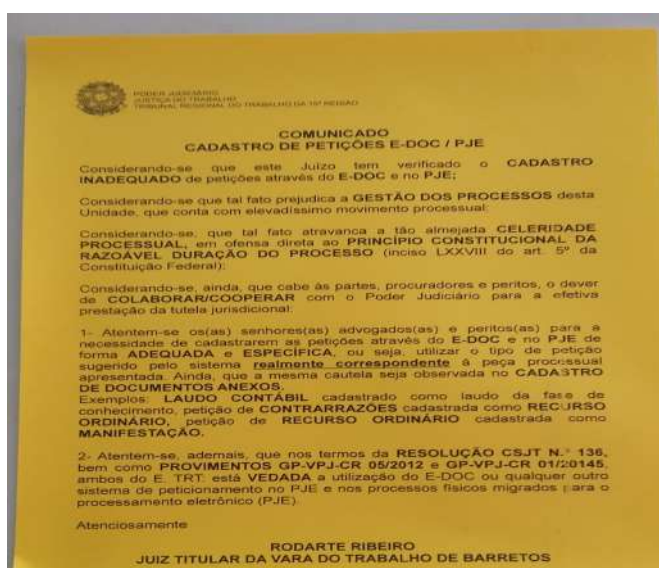 PODER JUDICIÁRIO
JUSTIÇA DO TRABALHO
TRIBUNAL REGIONAL DO TRABALHO DA 15ª REGIÃO
COMUNICADO
CADASTRO DE PETIÇÕES E-DOC / PJE
Considerando-se que este Juízo tem verificado o CADASTRO
INADEQUADO de petições através do E-DOC e no PJE;
Considerando-se que tal fato prejudica a GESTÃO DOS PROCESSOS desta
Unidade, que conta com elevadíssimo movimento processual;
Considerando-se, que tal fato atravanca a tão almejada CELERIDADE
PROCESSUAL, em ofensa direta ao PRINCÍPIO CONSTITUCIONAL DA
RAZOÁVEL DURAÇÃO DO PROCESSO (inciso LXXVIII do art. 5º da
Constituição Federal);
Considerando-se, ainda, que cabe às partes, procuradores e peritos, o dever
de COLABORAR/COOPERAR com o Poder Judiciário para a efetiva
prestação da tutela jurisdicional:
1- Atentem-se os(as) senhores(as) advogados(as) e peritos(as) para a
necessidade de cadastrarem as petições através do E-DOC e no PJE de
forma ADEQUADA e ESPECÍFICA, ou seja, utilizar o tipo de petição
sugerido pelo sistema realmente correspondente à peça processual
apresentada. Ainda, que a mesma cautela seja observada no CADASTRO
DE DOCUMENTOS ANEXOS.
Exemplos: LAUDO CONTÁBIL cadastrado como laudo da fase de
conhecimento, petição de CONTRARRAZÕES cadastrada como RECURSO
ORDINÁRIO, petição de RECURSO ORDINÁRIO cadastrada como
MANIFESTAÇÃO.
2- Atentem-se, ademais, que nos termos da RESOLUÇÃO CSJT N.º 136,
bem como PROVIMENTOS GP-VPJ-CR 05/2012 e GP-VPJ-CR 01/20145,
ambos do E. TRT: está VEDADA a utilização do E-DOC ou qualquer outro
sistema de peticionamento no PJE e nos processos físicos migrados para o
processamento eletrônico (PJE).
Atenciosamente
RODARTE RIBEIRO
JUIZ TITULAR DA VARA DO TRABALHO DE BARRETOS